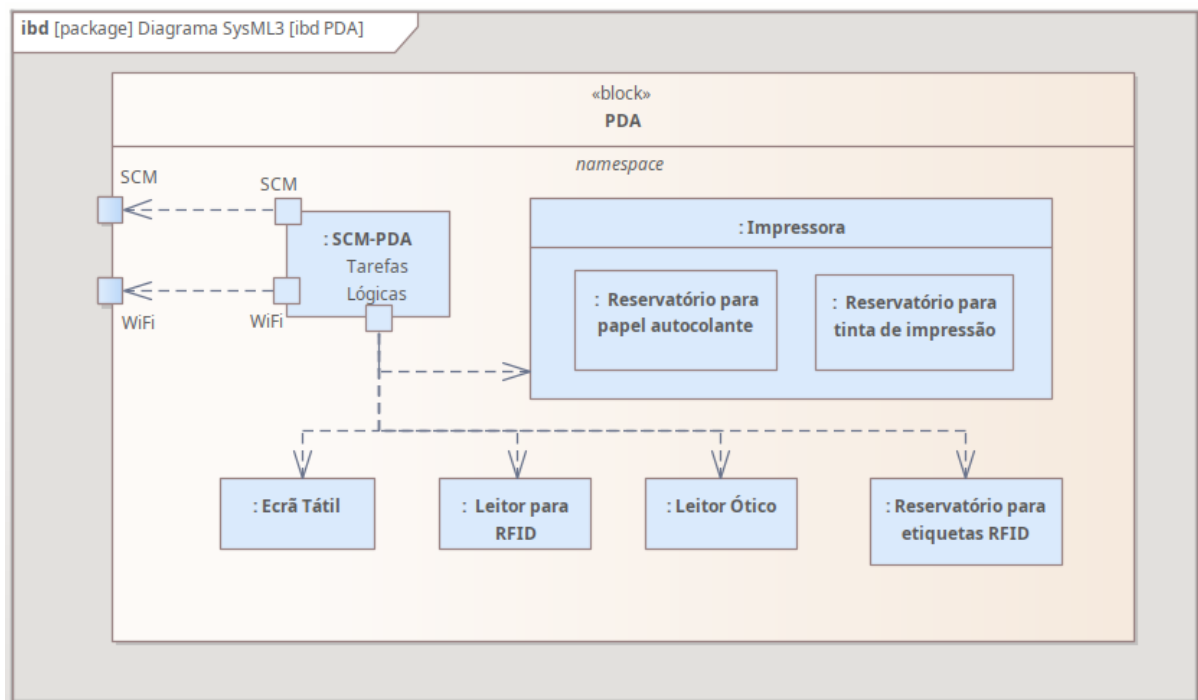 ibd [package] Diagrama SysML3 [ibd PDA]
«block»
PDA
namespace
SCM
SCM
: SCM-PDA
Tarefas
Lógicas
WiFi
WiFi
: Impressora
: Reservatório para
papel autocolante
: Reservatório para
tinta de impressão
: Ecrã Tátil
: Leitor para
RFID
: Leitor Ótico
: Reservatório para
etiquetas RFID